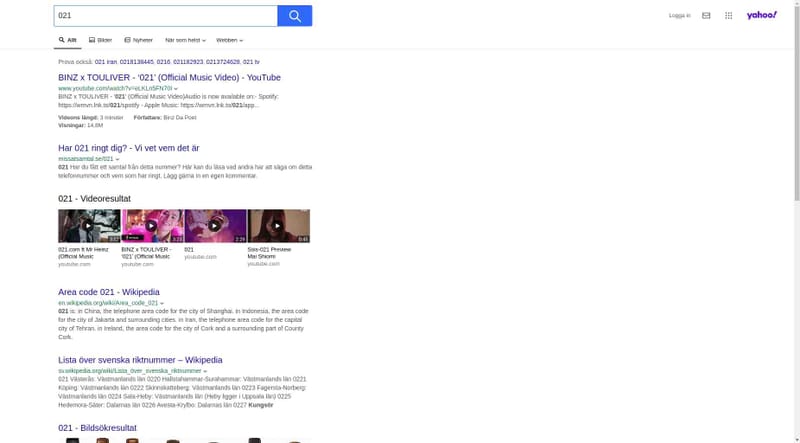 021
Logga in
yahoo!
Allt
Bilder
Nyheter
När som helst
Webben
Prova också: 021 iran, 0218138445, 0216, 021182923, 0213724628, 021 tv
BINZ x TOULIVER - '021' (Official Music Video) - YouTube
www.youtube.com/watch?v=eLKLn5FN70I
BINZ x TOULIVER - '021' (Official Music Video)Audio is now available on:- Spotify:
https://wmvn.lnk.to/021/spotify - Apple Music: https://wmvn.lnk.to/021/app...
Videons längd: 3 minuter Författare: Binz Da Poet
Visningar: 14,8M
Har 021 ringt dig? - Vi vet vem det är
missatsamtal.se/021
021 Har du fått ett samtal från detta nummer? Här kan du läsa vad andra har att säga om detta
telefonnummer och vem som har ringt. Lägg gärna in en egen kommentar.
021 - Videoresultat
3:23
2:29
0:45
021.com ft Mr Heinz
(Official Music
youtube.com
BINZ x TOULIVER -
'021' (Official Music
youtube.com
021
youtube.com
Ssis-021 Preview
Mai Shiomi
youtube.com
Area code 021 - Wikipedia
en.wikipedia.org/wiki/Area_code_021
021 is: in China, the telephone area code for the city of Shanghai. in Indonesia, the area code
for the city of Jakarta and surrounding cities. in Iran, the telephone area code for the capital
city of Tehran. in Ireland, the area code for the city of Cork and a surrounding part of County
Cork.
Lista över svenska riktnummer – Wikipedia
sv.wikipedia.org/wiki/Lista_över_svenska_riktnummer
021 Västerås: Västmanlands län 0220 Hallstahammar-Surahammar: Västmanlands län 0221
Köping: Västmanlands län 0222 Skinnskatteberg: Västmanlands län 0223 Fagersta-Norberg:
Västmanlands län 0224 Sala-Heby: Västmanlands län (Heby ligger i Uppsala län) 0225
Hedemora-Säter: Dalarnas län 0226 Avesta-Krylbo: Dalarnas län 0227 Kungsör
021 - Bildsökresultat